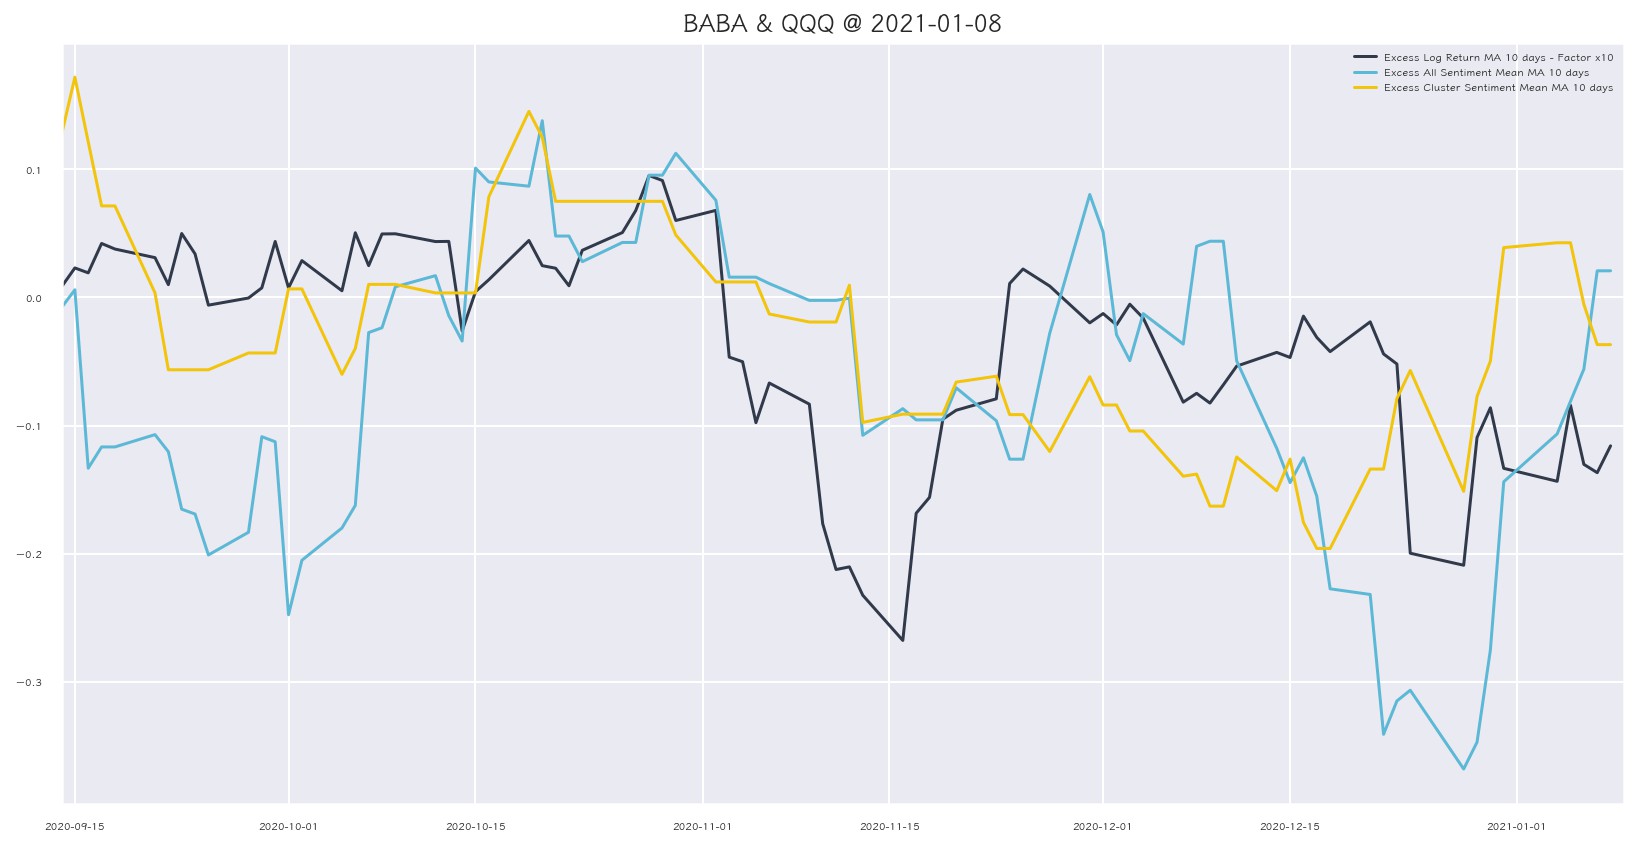 BABA & QQQ @ 2021-01-08
Excess Log Return MA 10 days - Factor x10
Excess All Sentiment Mean MA 10 days
Excess Cluster Sentiment Mean MA 10 days
0.1
0.0
−0.1
−0.2
−0.3
2020-09-15 2020-10-01 2020-10-15 2020-11-01 2020-11-15 2020-12-01 2020-12-15 2021-01-01